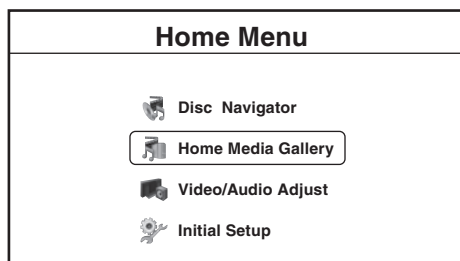 Home Menu
Disc Navigator
Home Media Gallery
Video/Audio Adjust
Initial Setup